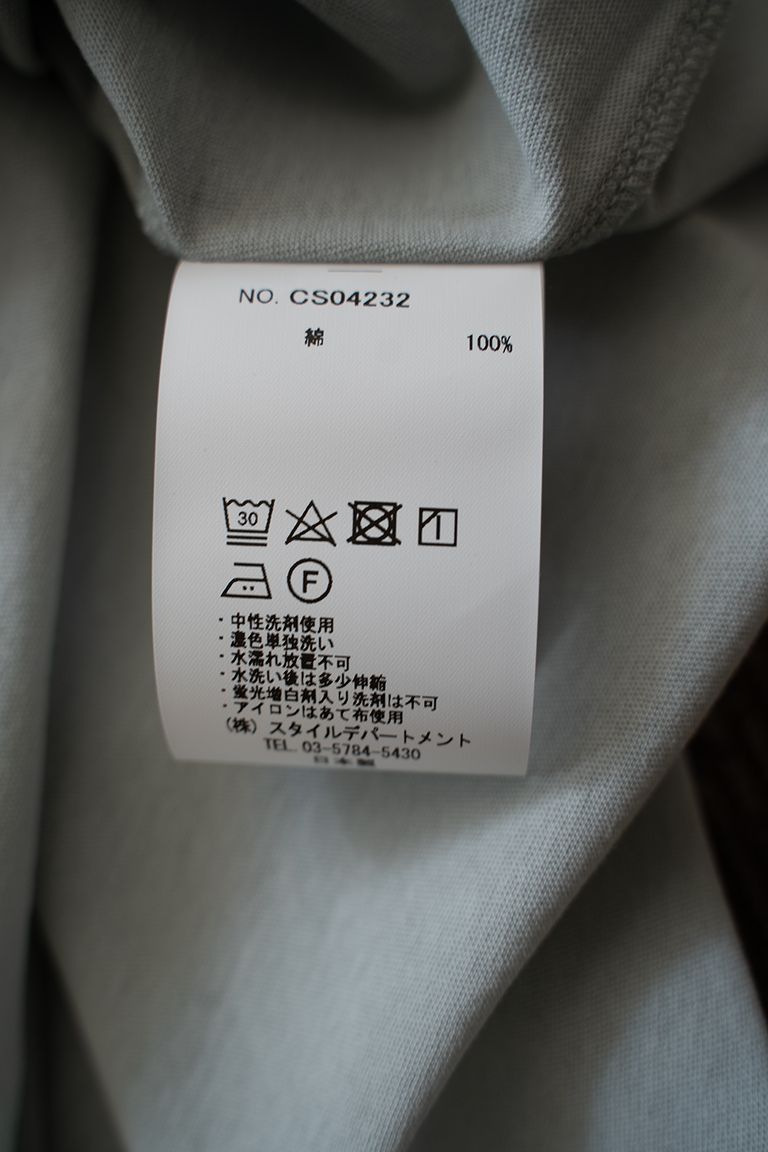 NO. CS04232
綿 100%
30
F
・中性洗剤使用
・濃色単独洗い
・水濡れ放置不可
・水洗い後は多少伸縮
・蛍光増白剤入り洗剤は不可
・アイロンはあて布使用
(株) スタイルデパートメント
TEL. 03-5784-5430
日本製